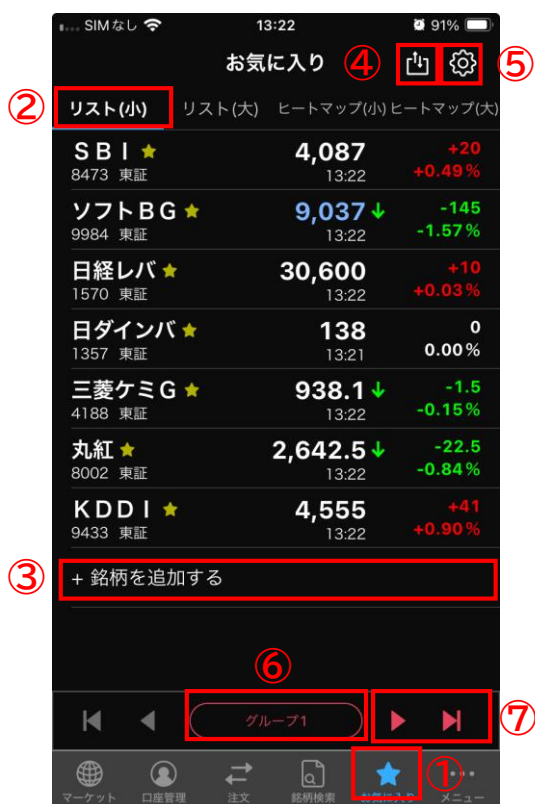 SIMなし 13:22 91%
お気に入り ④ ⑤
② リスト(小) リスト(大) ヒートマップ(小) ヒートマップ(大)
ＳＢＩ★ 4,087 +20
8473 東証 13:22 +0.49%
ソフトＢＧ★ 9,037↓ -145
9984 東証 13:22 -1.57%
日経レバ★ 30,600 +10
1570 東証 13:22 +0.03%
日ダインバ★ 138 0
1357 東証 13:21 0.00%
三菱ケミＧ★ 938.1↓ -1.5
4188 東証 13:22 -0.15%
丸紅★ 2,642.5↓ -22.5
8002 東証 13:22 -0.84%
ＫＤＤＩ★ 4,555 +41
9433 東証 13:22 +0.90%
③ + 銘柄を追加する
⑥
グループ1 ⑦
①
マーケット 口座管理 注文 銘柄検索 お気に入り メニュー